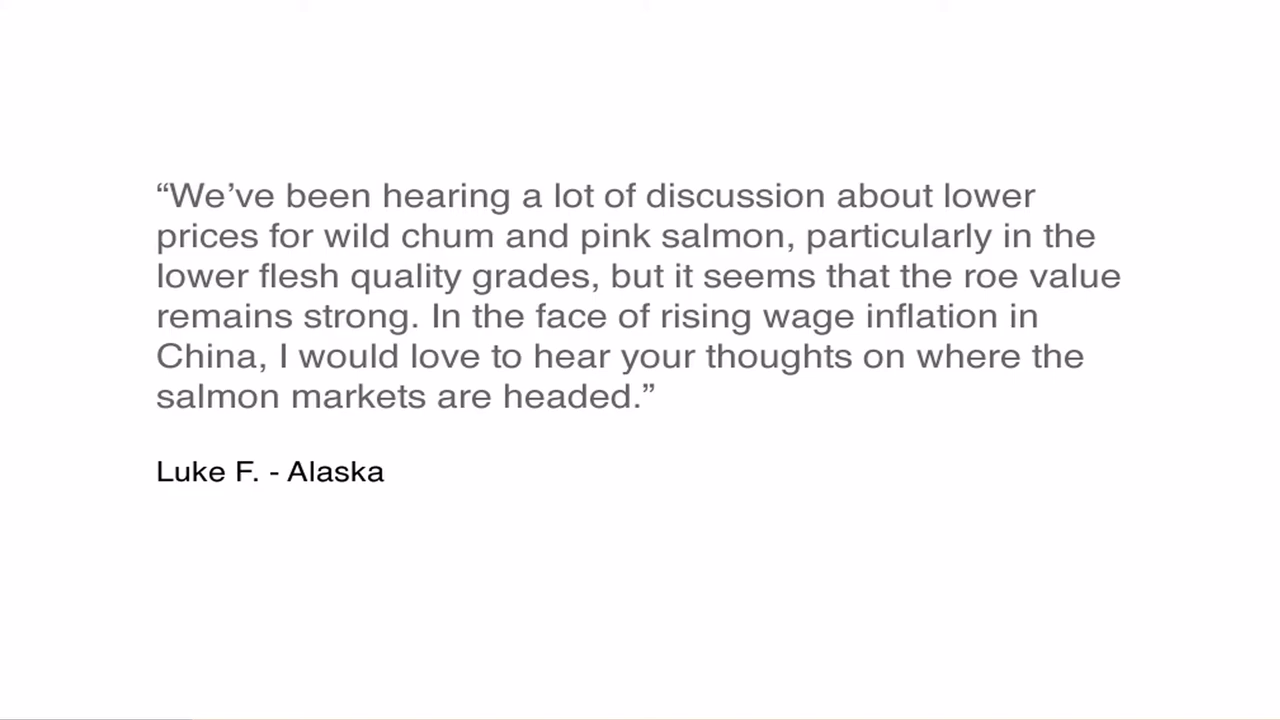 “We’ve been hearing a lot of discussion about lower
prices for wild chum and pink salmon, particularly in the
lower flesh quality grades, but it seems that the roe value
remains strong. In the face of rising wage inflation in
China, I would love to hear your thoughts on where the
salmon markets are headed.”
Luke F. - Alaska